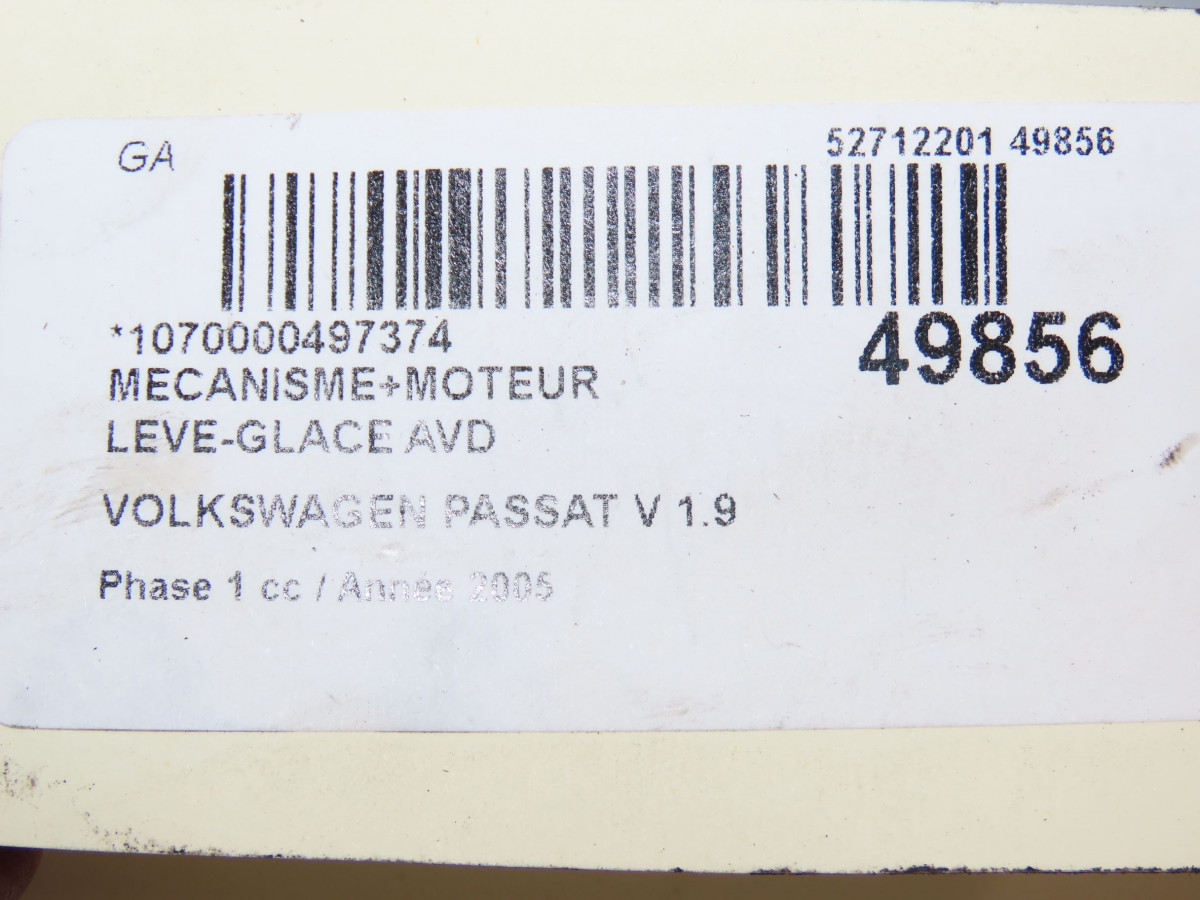 GA
52712201 49856
*1070000497374
49856
MECANISME+MOTEUR
LEVE-GLACE AVD
VOLKSWAGEN PASSAT V 1.9
Phase 1 cc / Année 2005